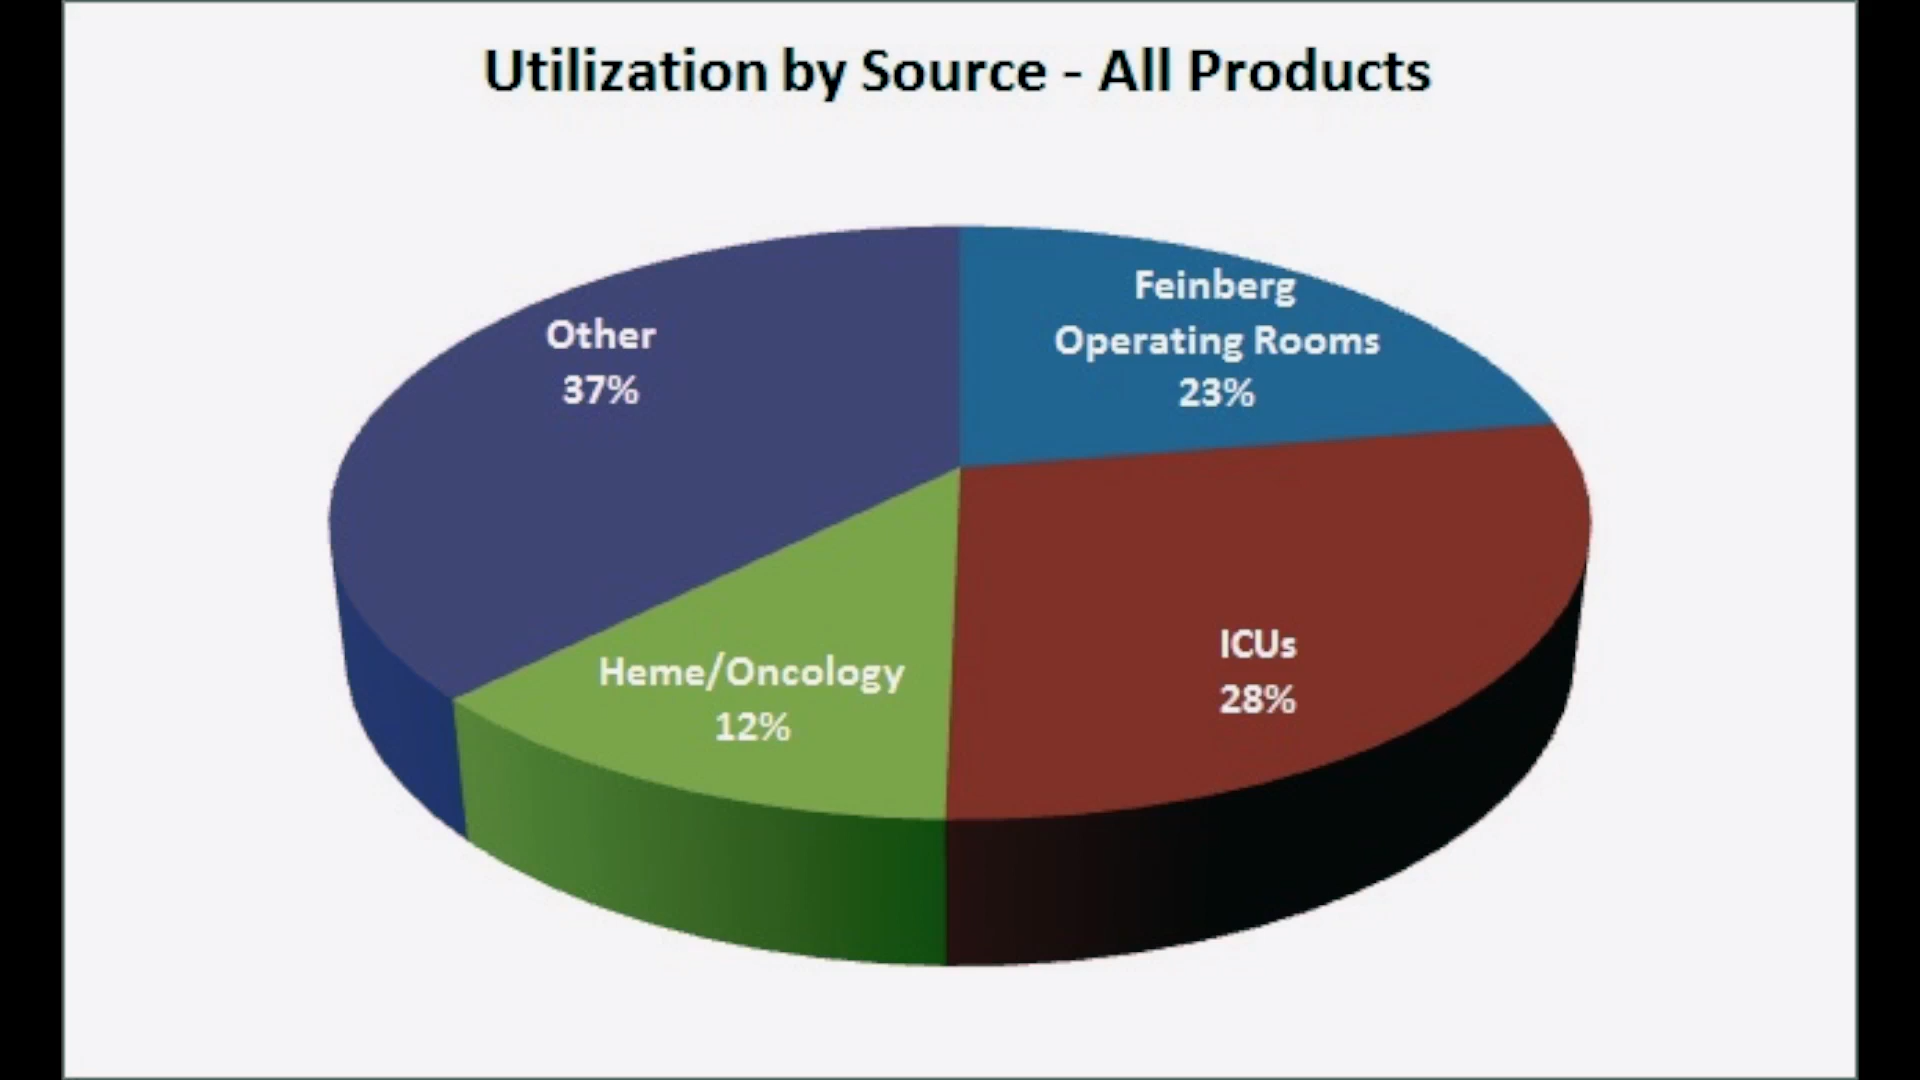 Utilization by Source - All Products
Feinberg
Operating Rooms
23%
Other
37%
ICUs
28%
Heme/Oncology
12%